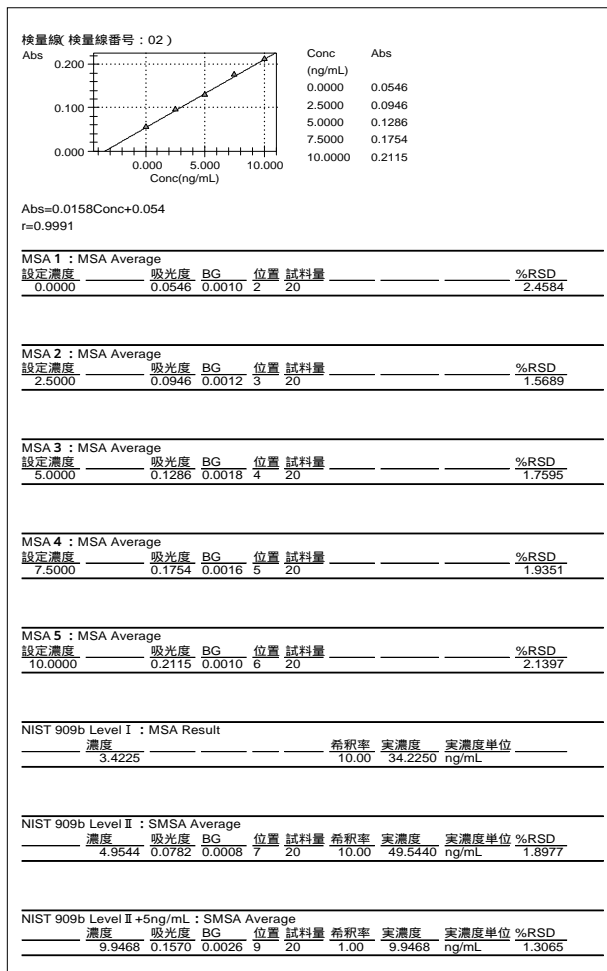 検量線( 検量線番号：02 )
Abs
0.200
0.100
0.000
0.000 5.000 10.000
Conc(ng/mL)
Conc Abs
(ng/mL)
0.0000 0.0546
2.5000 0.0946
5.0000 0.1286
7.5000 0.1754
10.0000 0.2115
Abs=0.0158Conc+0.054
r=0.9991
MSA 1：MSA Average
設定濃度 吸光度 BG 位置 試料量 %RSD
0.0000 0.0546 0.0010 2 20 2.4584
MSA 2：MSA Average
設定濃度 吸光度 BG 位置 試料量 %RSD
2.5000 0.0946 0.0012 3 20 1.5689
MSA 3：MSA Average
設定濃度 吸光度 BG 位置 試料量 %RSD
5.0000 0.1286 0.0018 4 20 1.7595
MSA 4：MSA Average
設定濃度 吸光度 BG 位置 試料量 %RSD
7.5000 0.1754 0.0016 5 20 1.9351
MSA 5：MSA Average
設定濃度 吸光度 BG 位置 試料量 %RSD
10.0000 0.2115 0.0010 6 20 2.1397
NIST 909b Level Ⅰ：MSA Result
濃度 希釈率 実濃度 実濃度単位
3.4225 10.00 34.2250 ng/mL
NIST 909b Level Ⅱ：SMSA Average
濃度 吸光度 BG 位置 試料量 希釈率 実濃度 実濃度単位 %RSD
4.9544 0.0782 0.0008 7 20 10.00 49.5440 ng/mL 1.8977
NIST 909b Level Ⅱ+5ng/mL：SMSA Average
濃度 吸光度 BG 位置 試料量 希釈率 実濃度 実濃度単位 %RSD
9.9468 0.1570 0.0026 9 20 1.00 9.9468 ng/mL 1.3065